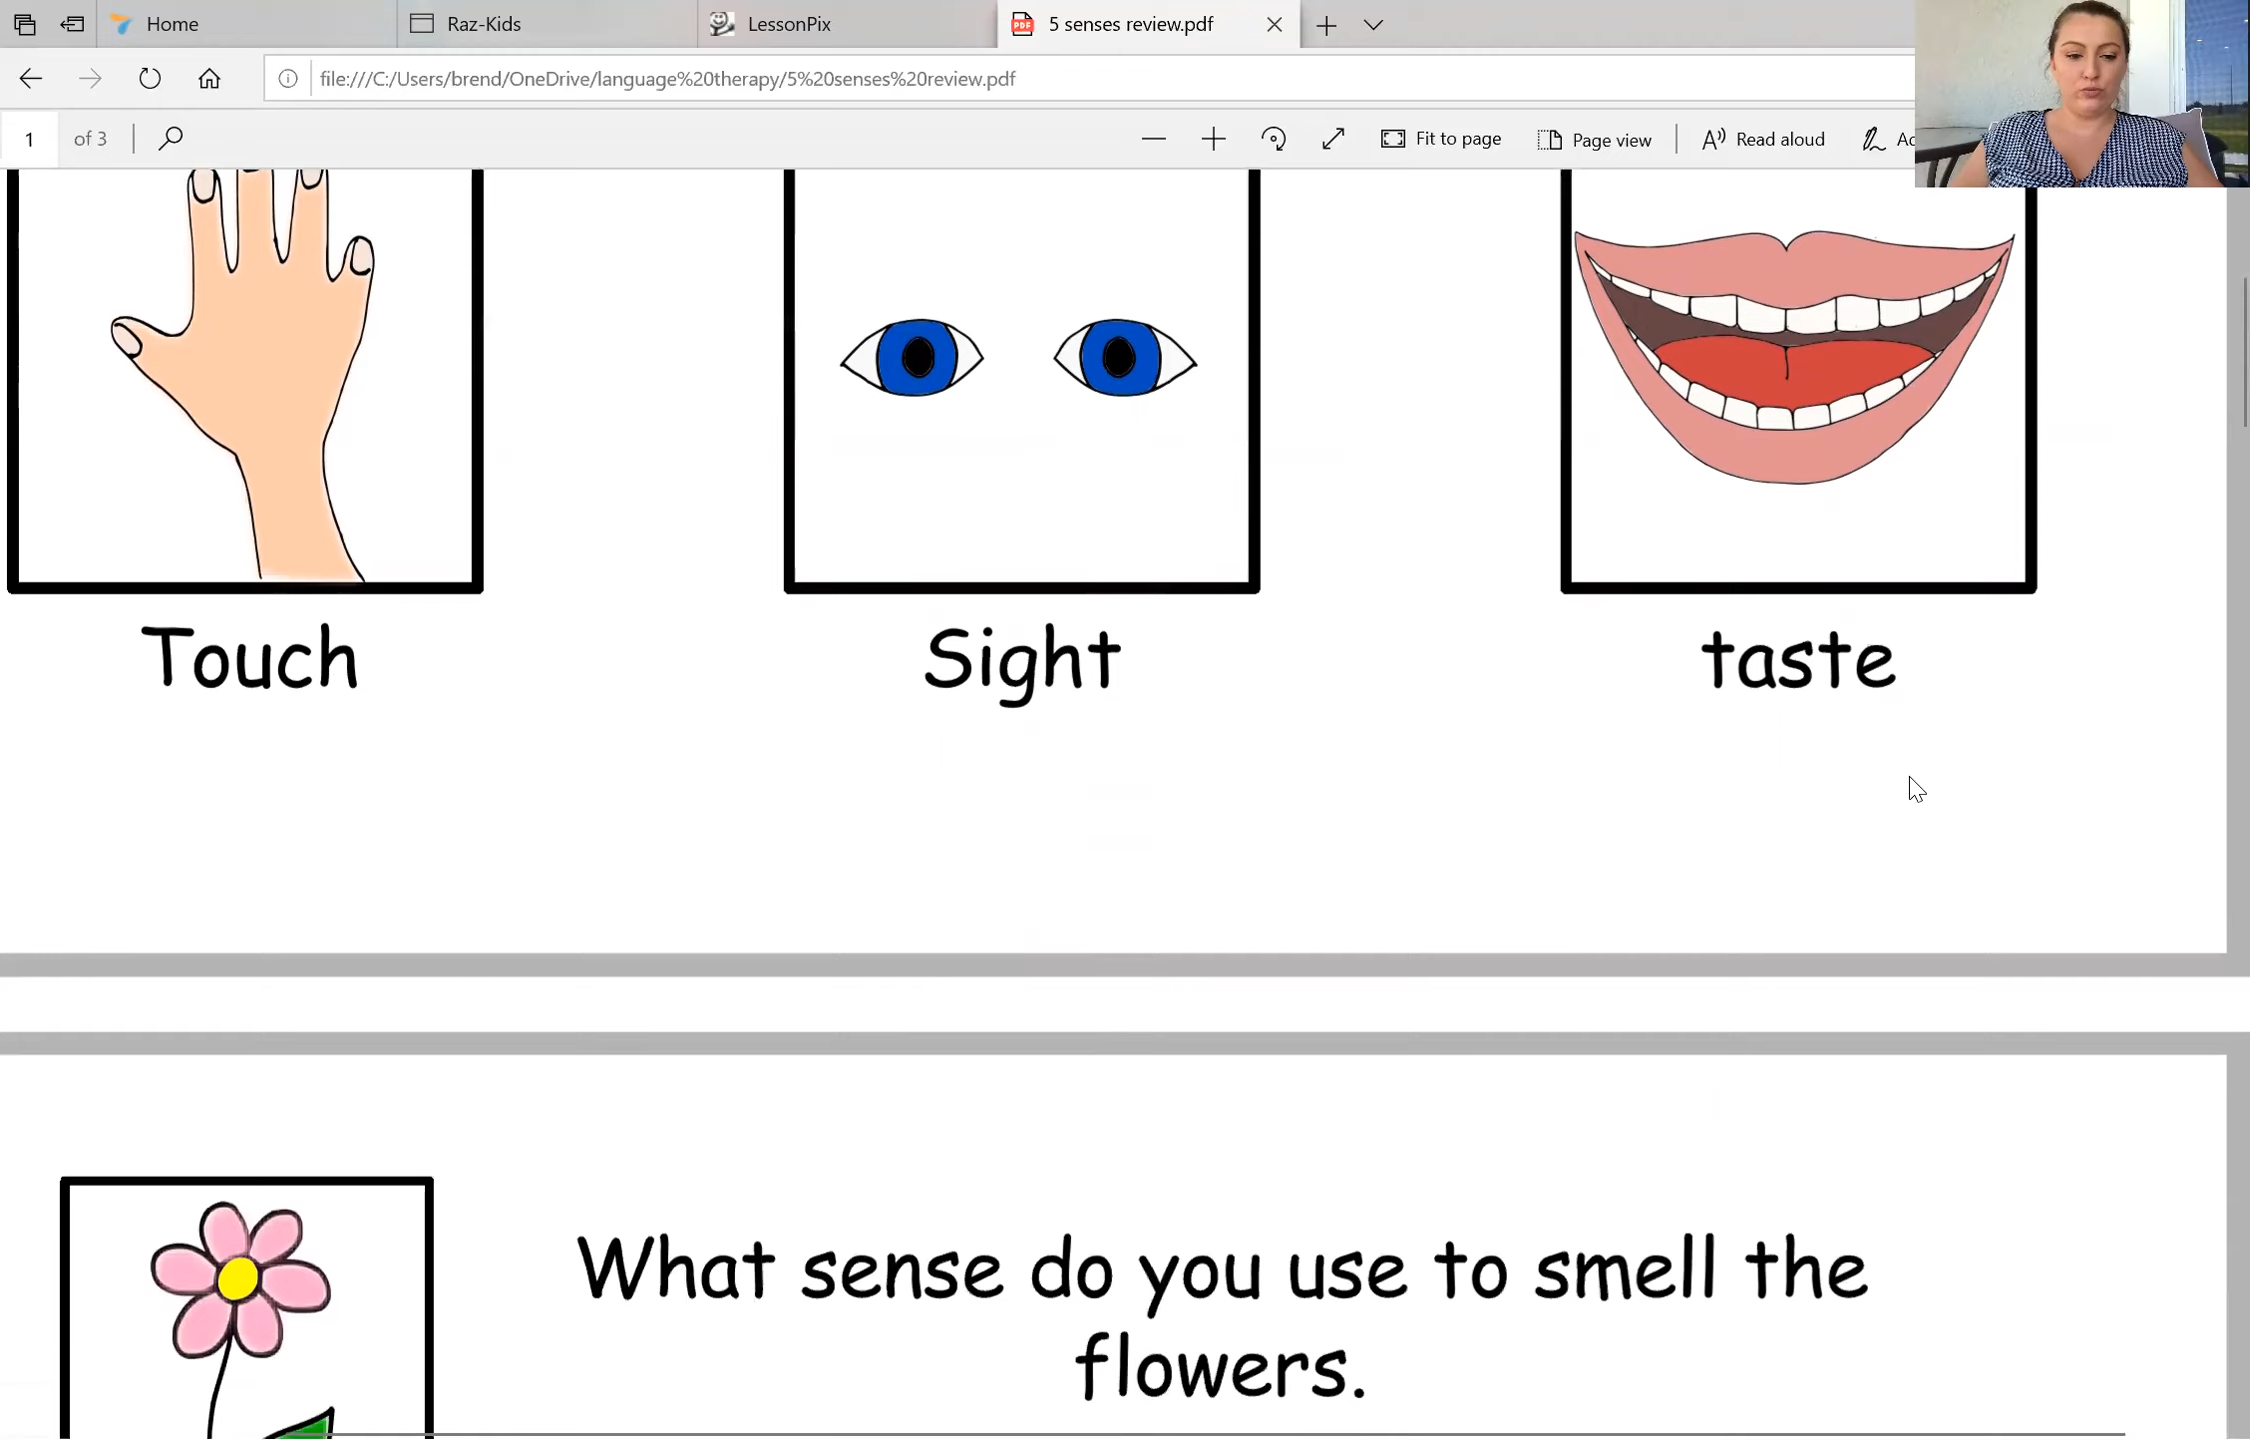 Home Raz-Kids LessonPix 5 senses review.pdf
file:///C:/Users/brend/OneDrive/language%20therapy/5%20senses%20review.pdf
1 of 3 Fit to page Page view Read aloud
Touch Sight taste
What sense do you use to smell the
flowers.